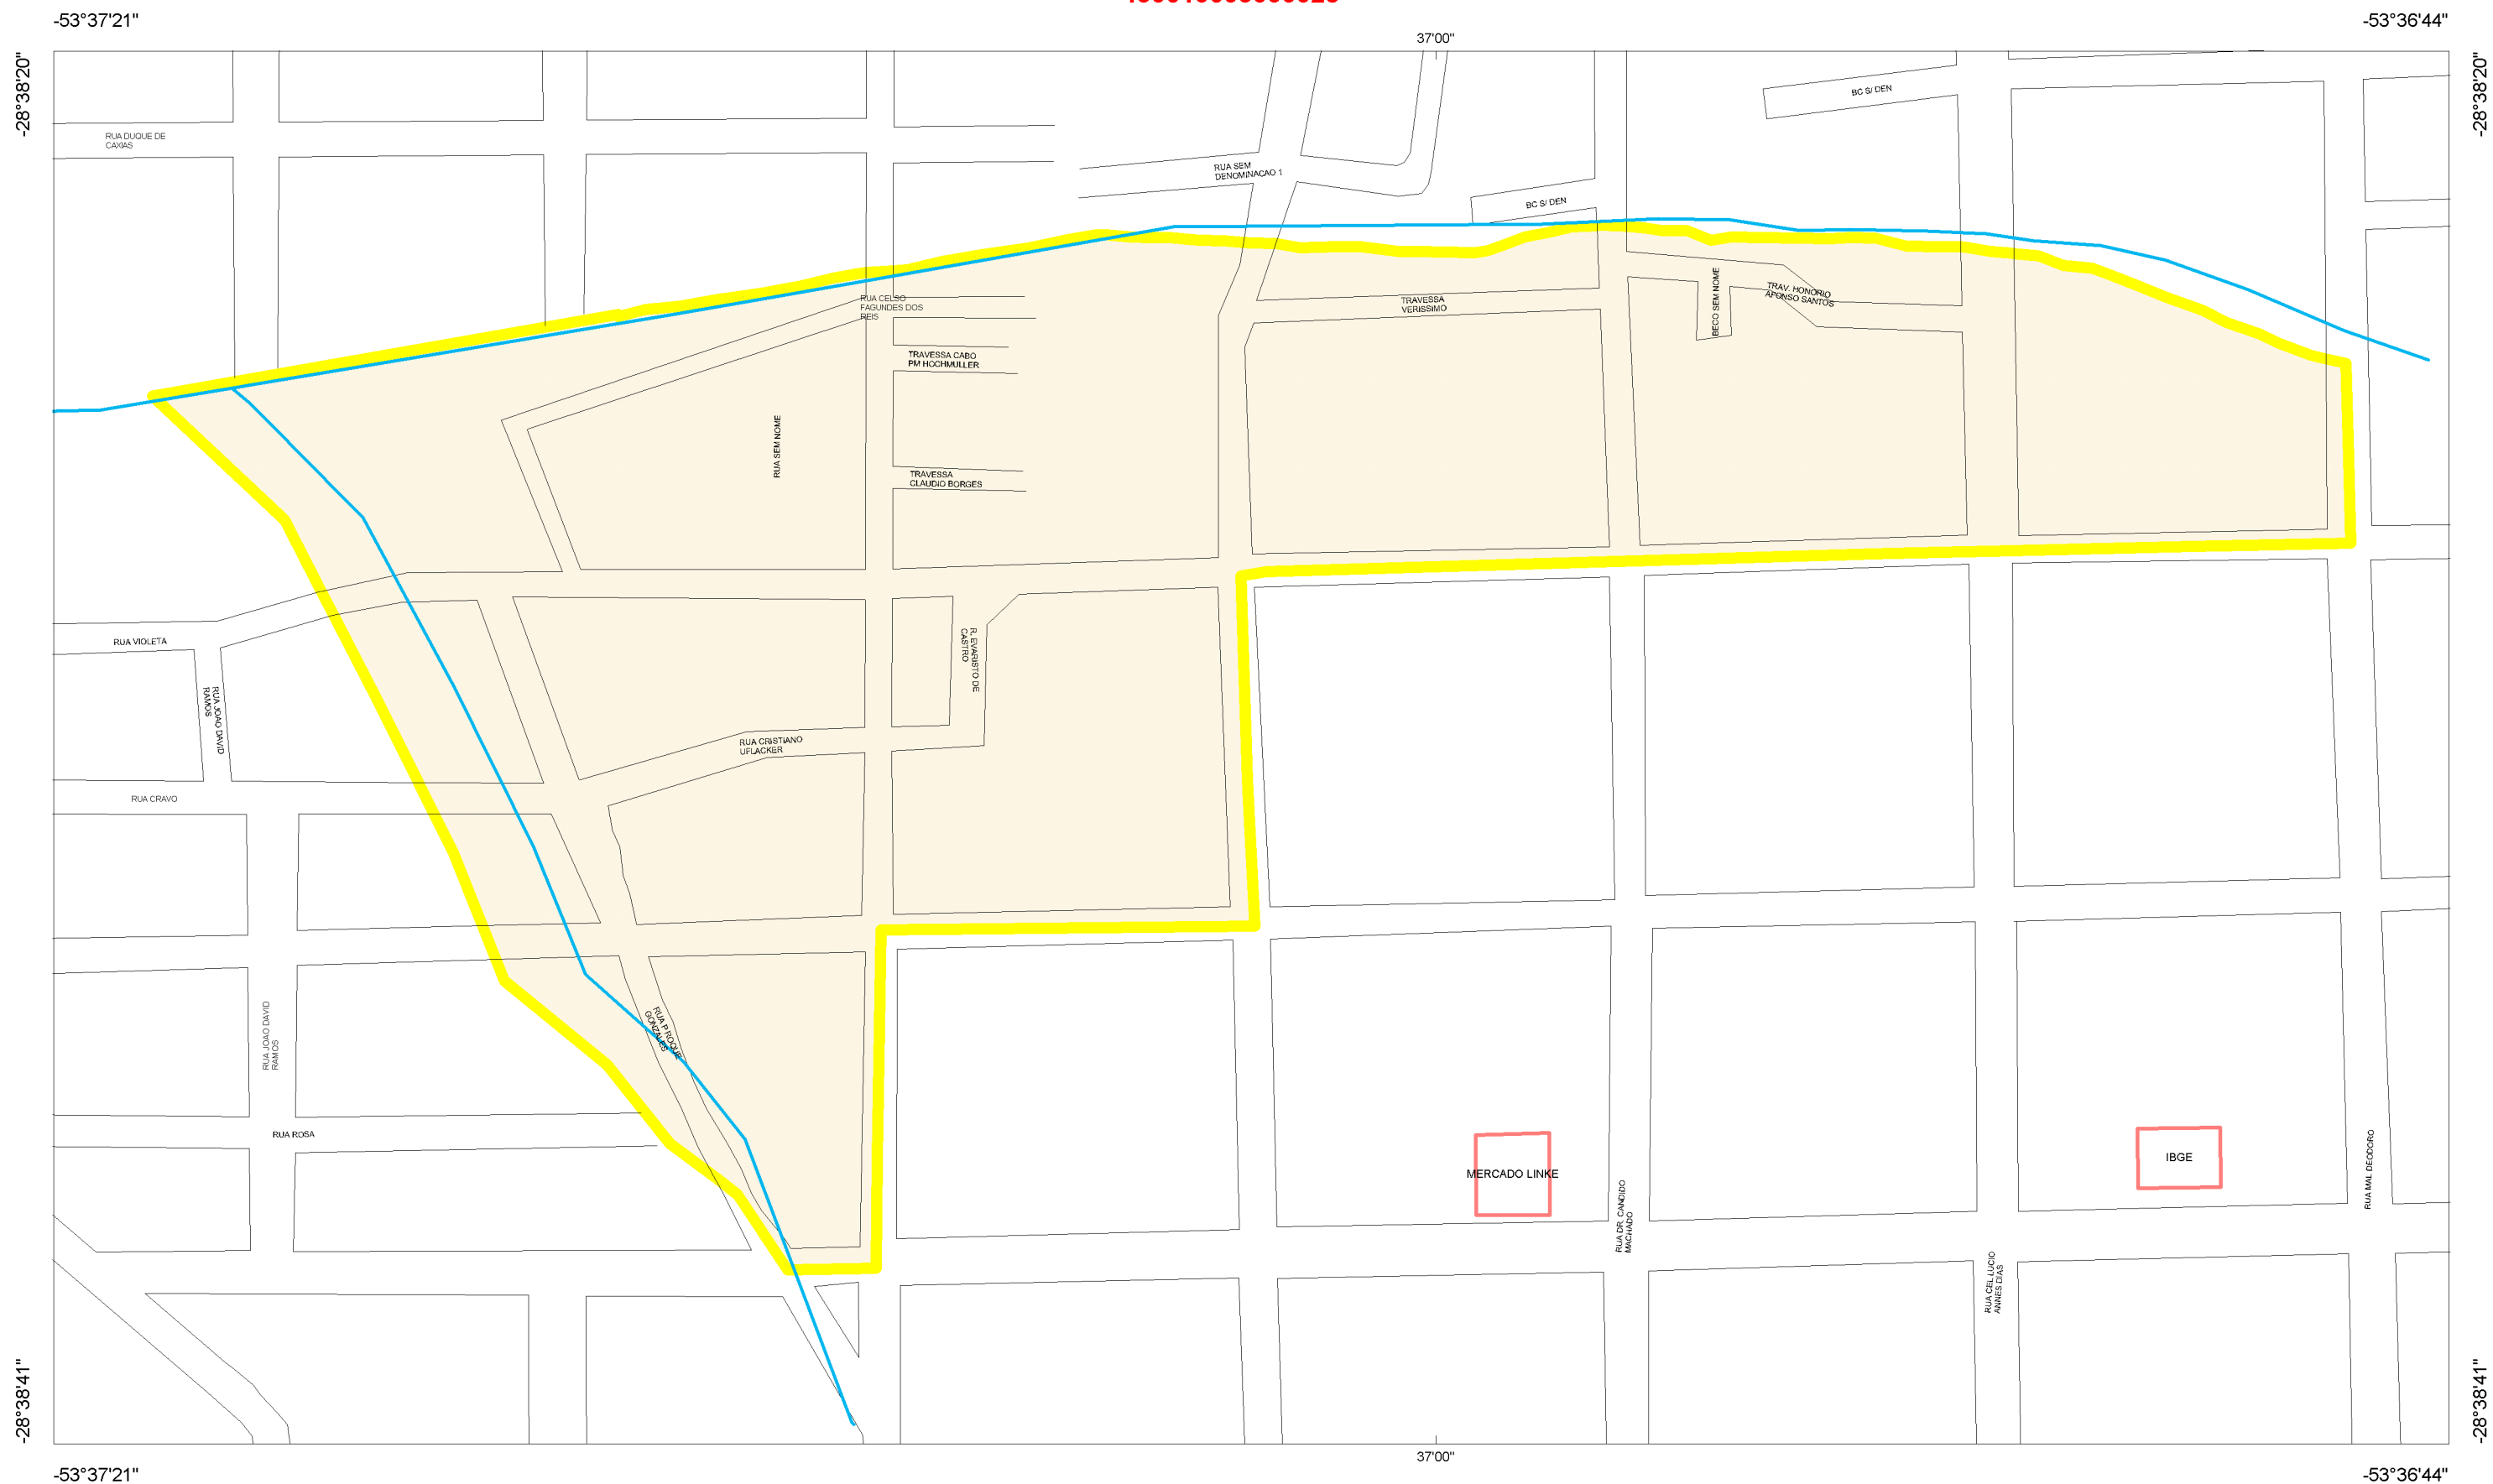 -53°37'21"
-53°36'44"
37'00"
-28°38'20"
-28°38'20"
BC S/ DEN
RUA DUQUE DE
CAXIAS
RUA SEM
DENOMINACAO 1
BC S/ DEN
RUA CELSO
FAGUNDES DOS
REIS
TRAVESSA
VERISSIMO
BECO SEM NOME
TRAV. HONORIO
AFONSO SANTOS
TRAVESSA CABO
PM HOCHMULLER
RUA SEM NOME
TRAVESSA
CLAUDIO BORGES
RUA VIOLETA
R. EVARISTO DE
CASTRO
RUA JOAO DAVID
RAMOS
RUA CRISTIANO
UFLACKER
RUA CRAVO
RUA JOAO DAVID
RAMOS
RUA P ROQUE
GONZALES
RUA ROSA
MERCADO LINKE
IBGE
RUA MAL DEODORO
RUA DR. CANDIDO
MACHADO
RUA CEL LUCIO
ANNES DIAS
-28°38'41"
-28°38'41"
37'00"
-53°37'21"
-53°36'44"